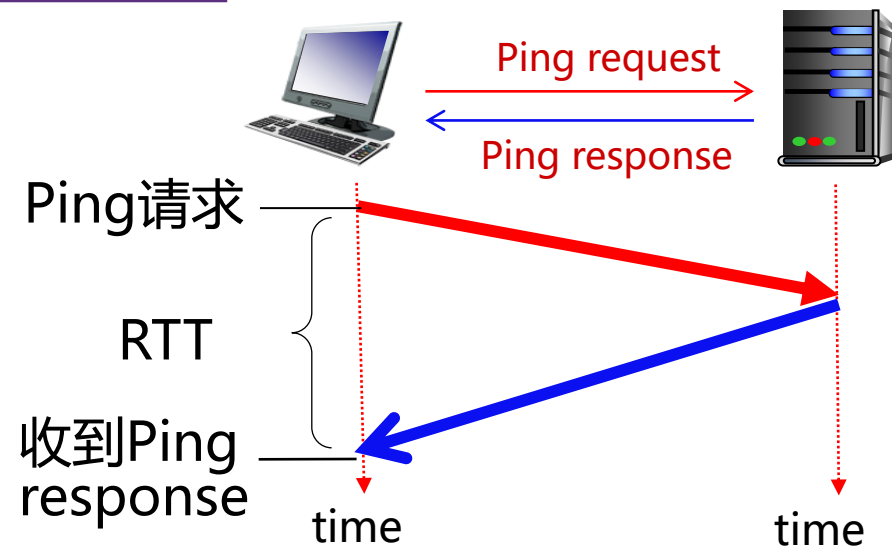 Ping request
Ping response
Ping请求
RTT
收到Ping
response
time
time